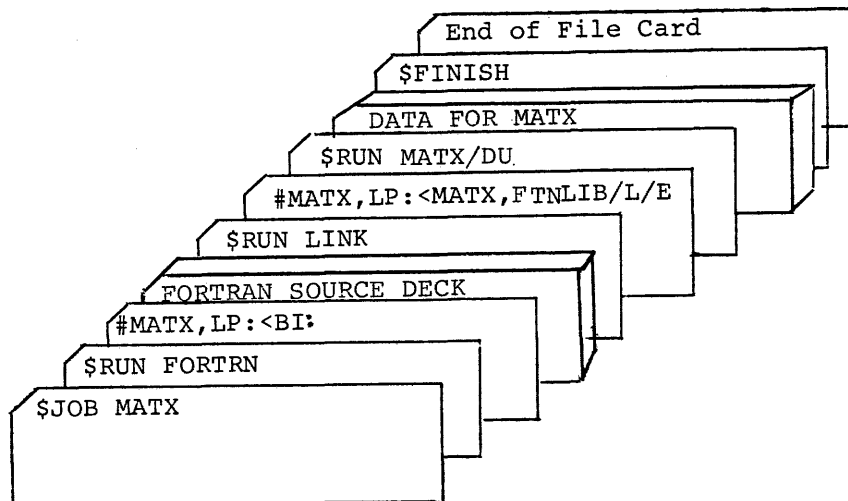 End of File Card
$FINISH
DATA FOR MATX
$RUN MATX/DU
#MATX,LP:<MATX,FTNLIB/L/E
$RUN LINK
FORTRAN SOURCE DECK
#MATX,LP:<BI:
$RUN FORTRN
$JOB MATX